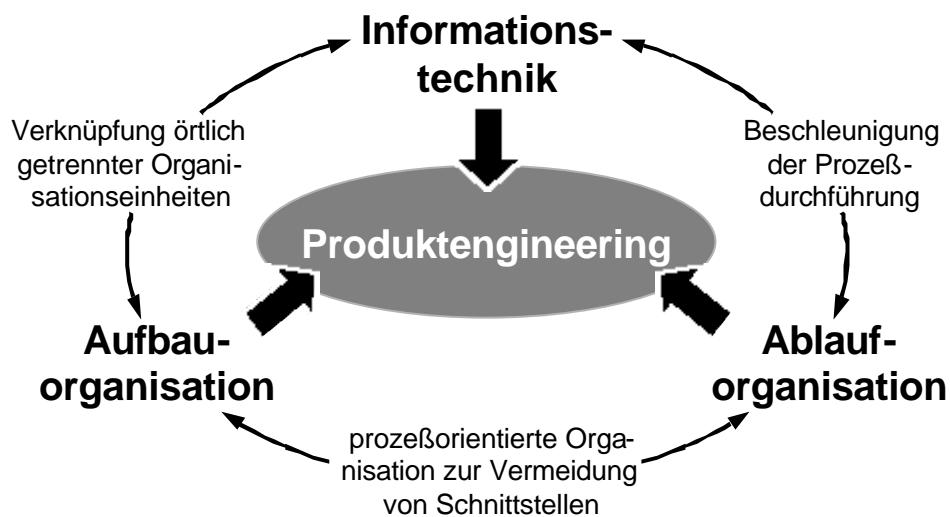 Informations-
technik
Verknüpfung örtlich
getrennter Organi-
sationseinheiten
Beschleunigung
der Prozeß-
durchführung
Produktengineering
Aufbau-
organisation
Ablauf-
organisation
prozeßorientierte Orga-
nisation zur Vermeidung
von Schnittstellen